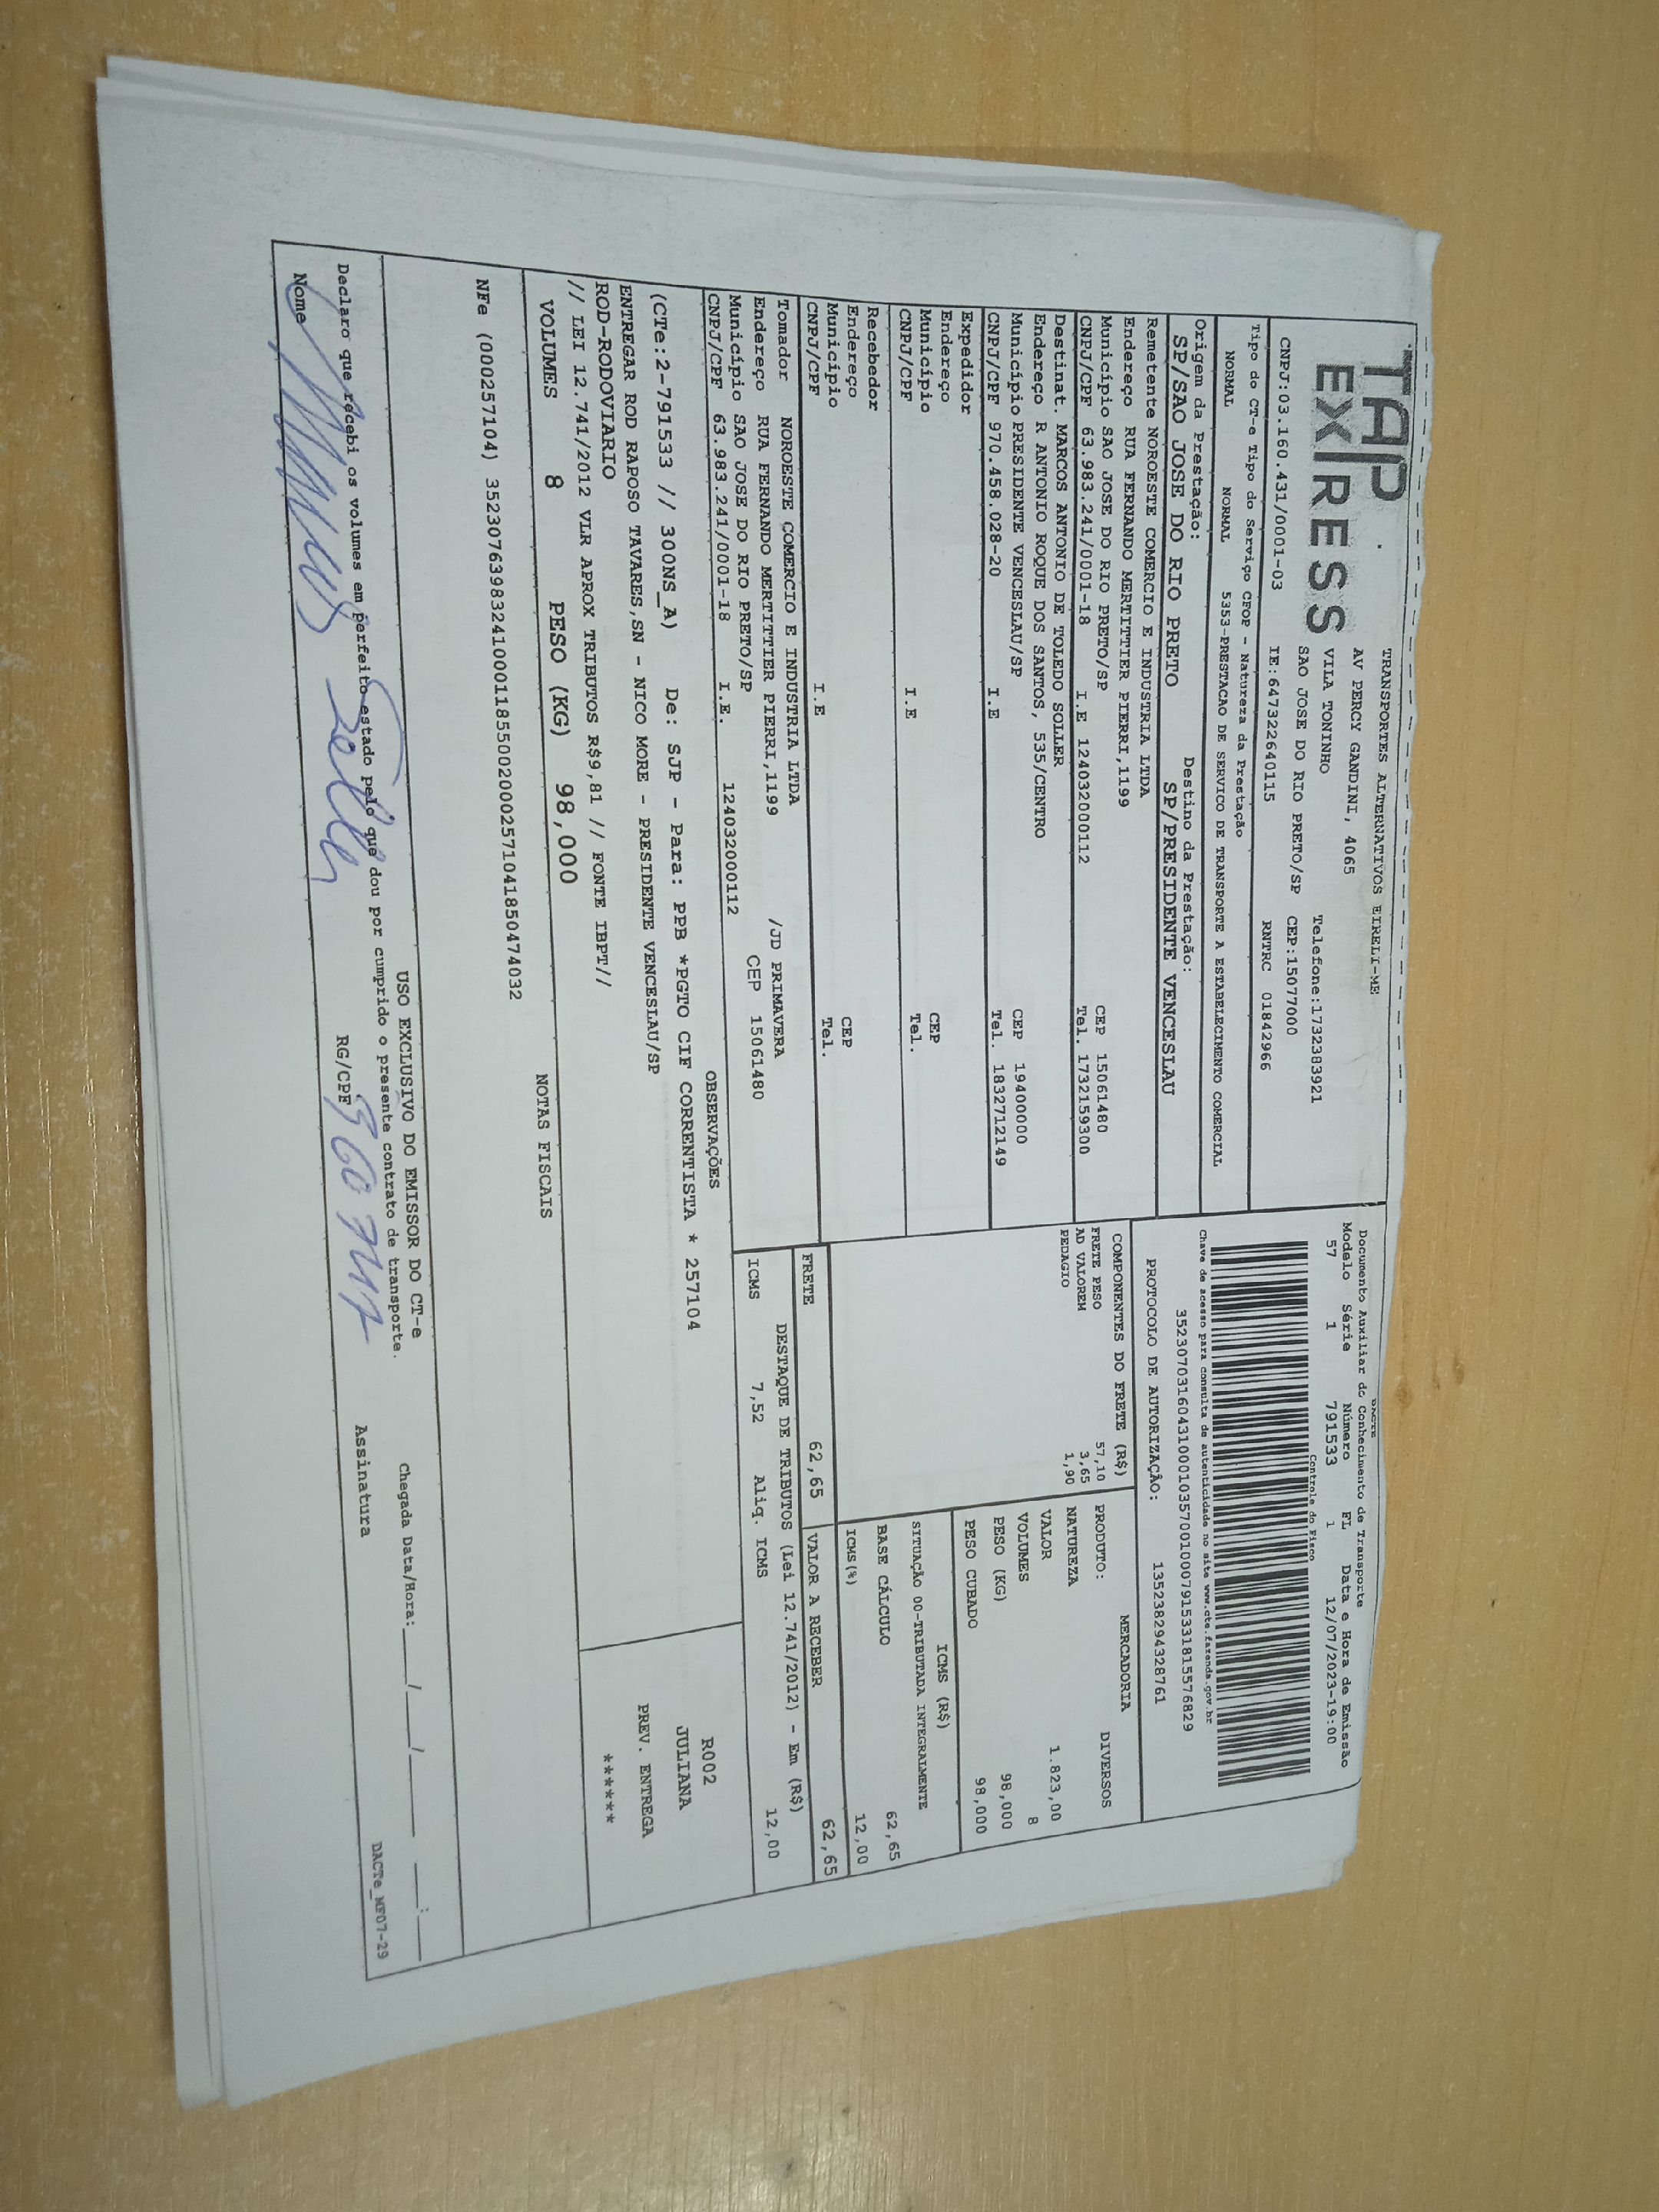 TAP
EXPRESS
TRANSPORTES ALTERNATIVOS EIRELI-ME
AV PERCY GANDINI, 4065
VILA TONINHO Telefone:1732383921
SAO JOSE DO RIO PRETO/SP CEP:15077000
CNPJ:03.160.431/0001-03 IE:647322640115 RNTRC 01842966
DACTE
Documento Auxiliar do Conhecimento de Transporte
Modelo Série Número FL Data e Hora de Emissão
57 1 791533 1 12/07/2023-19:00
Controle do Fisco
Chave de acesso para consulta de autenticidade no site www.cte.fazenda.gov.br
35230703160431000103570010007915331815576829
PROTOCOLO DE AUTORIZAÇÃO: 135238294328761
Tipo do CT-e Tipo do Serviço CFOP - Natureza da Prestação
NORMAL NORMAL 5353-PRESTACAO DE SERVICO DE TRANSPORTE A ESTABELECIMENTO COMERCIAL
Origem da Prestação: Destino da Prestação:
SP/SAO JOSE DO RIO PRETO SP/PRESIDENTE VENCESLAU
Remetente NOROESTE COMERCIO E INDUSTRIA LTDA
Endereço RUA FERNANDO MERTITTIER PIERRI,1199
Município SAO JOSE DO RIO PRETO/SP CEP 15061480
CNPJ/CPF 63.983.241/0001-18 I.E 124032000112 Tel. 1732159300
Destinat. MARCOS ANTONIO DE TOLEDO SOLLER
Endereço R ANTONIO ROQUE DOS SANTOS, 535/CENTRO
Município PRESIDENTE VENCESLAU/SP CEP 19400000
CNPJ/CPF 970.458.028-20 I.E Tel. 1832712149
Expedidor
Endereço
Município CEP
CNPJ/CPF I.E Tel.
Recebedor
Endereço
Município CEP
CNPJ/CPF I.E Tel.
Tomador NOROESTE COMERCIO E INDUSTRIA LTDA
Endereço RUA FERNANDO MERTITTIER PIERRI,1199 /JD PRIMAVERA
Município SAO JOSE DO RIO PRETO/SP CEP 15061480
CNPJ/CPF 63.983.241/0001-18 I.E. 124032000112
COMPONENTES DO FRETE (R$)
FRETE PESO 57,10
AD VALOREM 3,65
PEDAGIO 1,90
MERCADORIA
PRODUTO: DIVERSOS
NATUREZA
VALOR 1.823,00
VOLUMES 8
PESO (KG) 98,000
PESO CUBADO 98,000
ICMS (R$)
SITUAÇÃO 00-TRIBUTADA INTEGRALMENTE
BASE CÁLCULO 62,65
ICMS(%) 12,00
FRETE 62,65 VALOR A RECEBER 62,65
DESTAQUE DE TRIBUTOS (Lei 12.741/2012) - Em (R$)
ICMS 7,52 Aliq. ICMS 12,00
OBSERVAÇÕES
(CTe:2-791533 // 300NS_A) De: SJP - Para: PPB *PGTO CIF CORRENTISTA * 257104
ENTREGAR ROD RAPOSO TAVARES,SN - NICO MORE - PRESIDENTE VENCESLAU/SP
ROD-RODOVIARIO
// LEI 12.741/2012 VLR APROX TRIBUTOS R$9,81 // FONTE IBPT//
R002
JULIANA
PREV. ENTREGA
******
VOLUMES 8 PESO (KG) 98,000
NOTAS FISCAIS
NFe (000257104) 35230763983241000118550020002571041850474032
USO EXCLUSIVO DO EMISSOR DO CT-e
Declaro que recebi os volumes em perfeito estado pelo que dou por cumprido o presente contrato de transporte.
Chegada Data/Hora:___/___/____ ___:___
Nome Soller RG/CPF Assinatura
DACTe_MF07-29